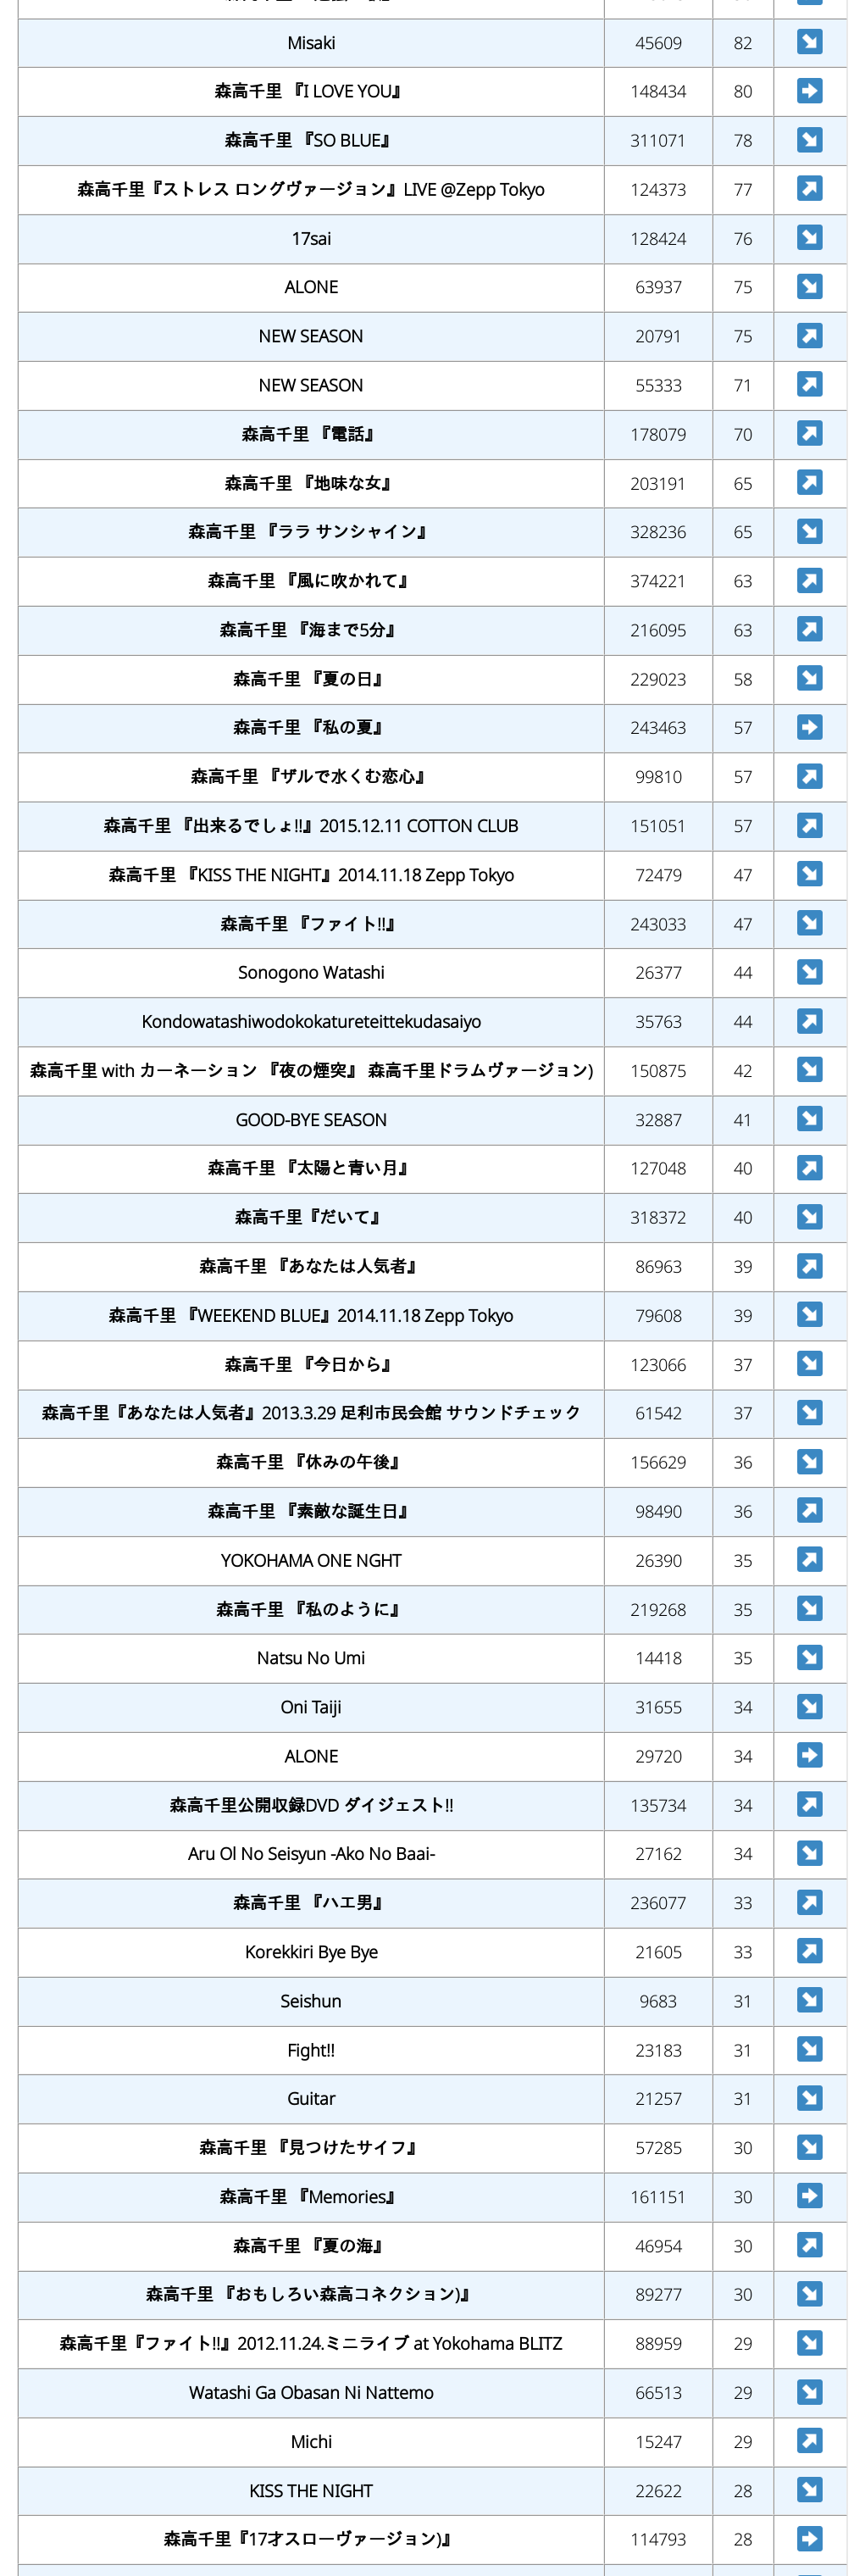 Misaki 45609 82
森高千里 『I LOVE YOU』 148434 80
森高千里 『SO BLUE』 311071 78
森高千里『ストレス ロングヴァージョン』LIVE @Zepp Tokyo 124373 77
17sai 128424 76
ALONE 63937 75
NEW SEASON 20791 75
NEW SEASON 55333 71
森高千里 『電話』 178079 70
森高千里 『地味な女』 203191 65
森高千里 『ララ サンシャイン』 328236 65
森高千里 『風に吹かれて』 374221 63
森高千里 『海まで5分』 216095 63
森高千里 『夏の日』 229023 58
森高千里 『私の夏』 243463 57
森高千里 『ザルで水くむ恋心』 99810 57
森高千里 『出来るでしょ!!』2015.12.11 COTTON CLUB 151051 57
森高千里 『KISS THE NIGHT』2014.11.18 Zepp Tokyo 72479 47
森高千里 『ファイト!!』 243033 47
Sonogono Watashi 26377 44
Kondowatashiwodokokatureteittekudasaiyo 35763 44
森高千里 with カーネーション 『夜の煙突』 森高千里ドラムヴァージョン) 150875 42
GOOD-BYE SEASON 32887 41
森高千里 『太陽と青い月』 127048 40
森高千里『だいて』 318372 40
森高千里 『あなたは人気者』 86963 39
森高千里 『WEEKEND BLUE』2014.11.18 Zepp Tokyo 79608 39
森高千里 『今日から』 123066 37
森高千里『あなたは人気者』2013.3.29 足利市民会館 サウンドチェック 61542 37
森高千里 『休みの午後』 156629 36
森高千里 『素敵な誕生日』 98490 36
YOKOHAMA ONE NGHT 26390 35
森高千里 『私のように』 219268 35
Natsu No Umi 14418 35
Oni Taiji 31655 34
ALONE 29720 34
森高千里公開収録DVD ダイジェスト!! 135734 34
Aru Ol No Seisyun -Ako No Baai- 27162 34
森高千里 『ハエ男』 236077 33
Korekkiri Bye Bye 21605 33
Seishun 9683 31
Fight!! 23183 31
Guitar 21257 31
森高千里 『見つけたサイフ』 57285 30
森高千里 『Memories』 161151 30
森高千里 『夏の海』 46954 30
森高千里 『おもしろい森高コネクション)』 89277 30
森高千里『ファイト!!』2012.11.24.ミニライブ at Yokohama BLITZ 88959 29
Watashi Ga Obasan Ni Nattemo 66513 29
Michi 15247 29
KISS THE NIGHT 22622 28
森高千里『17才スローヴァージョン)』 114793 28